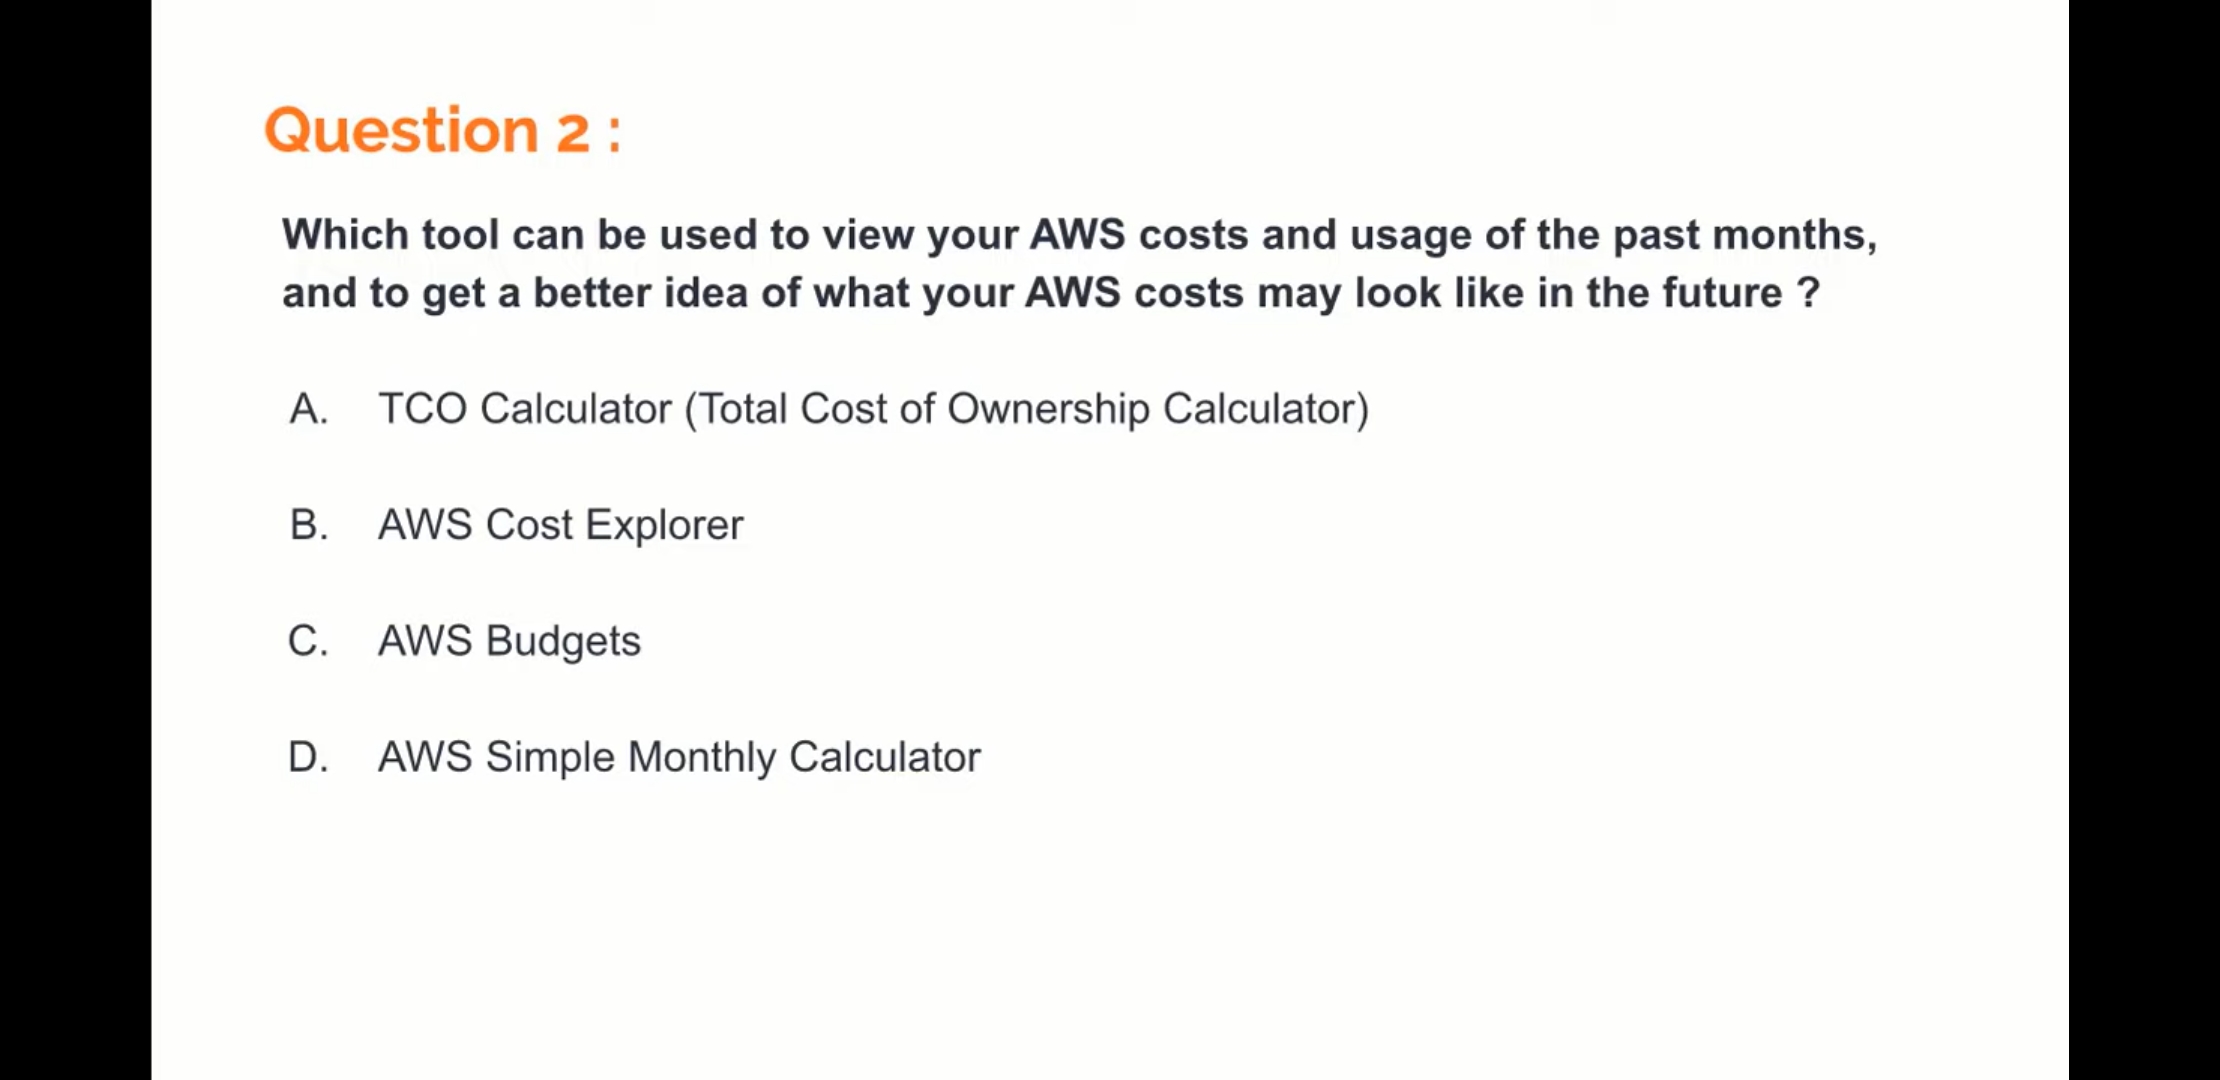 Question 2 :
Which tool can be used to view your AWS costs and usage of the past months,
and to get a better idea of what your AWS costs may look like in the future ?
A. TCO Calculator (Total Cost of Ownership Calculator)
B. AWS Cost Explorer
C. AWS Budgets
D. AWS Simple Monthly Calculator